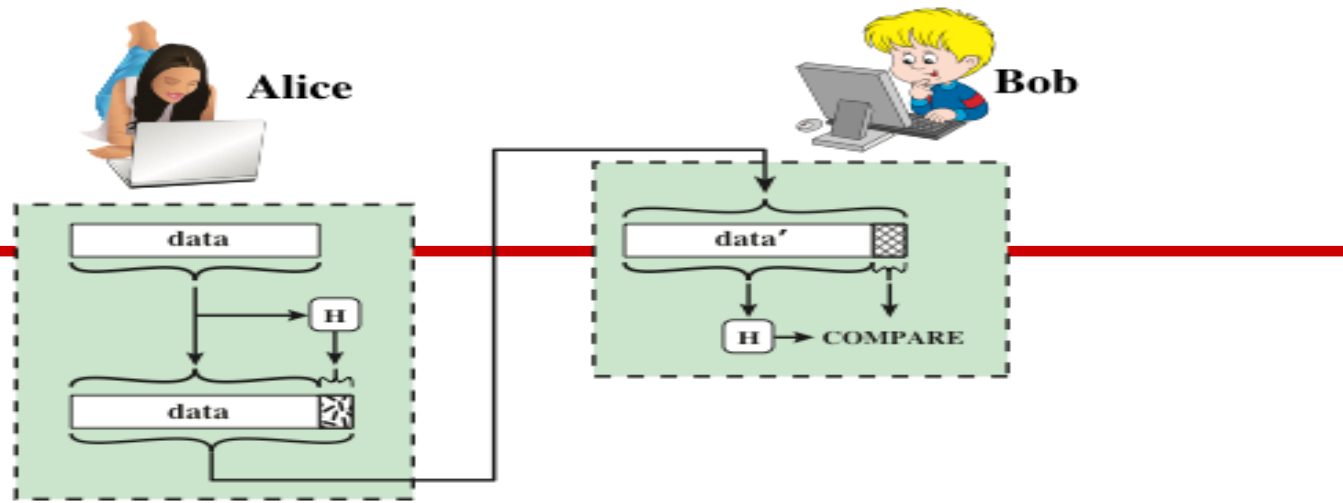 Alice
Bob
data
H
data
data′
H
COMPARE